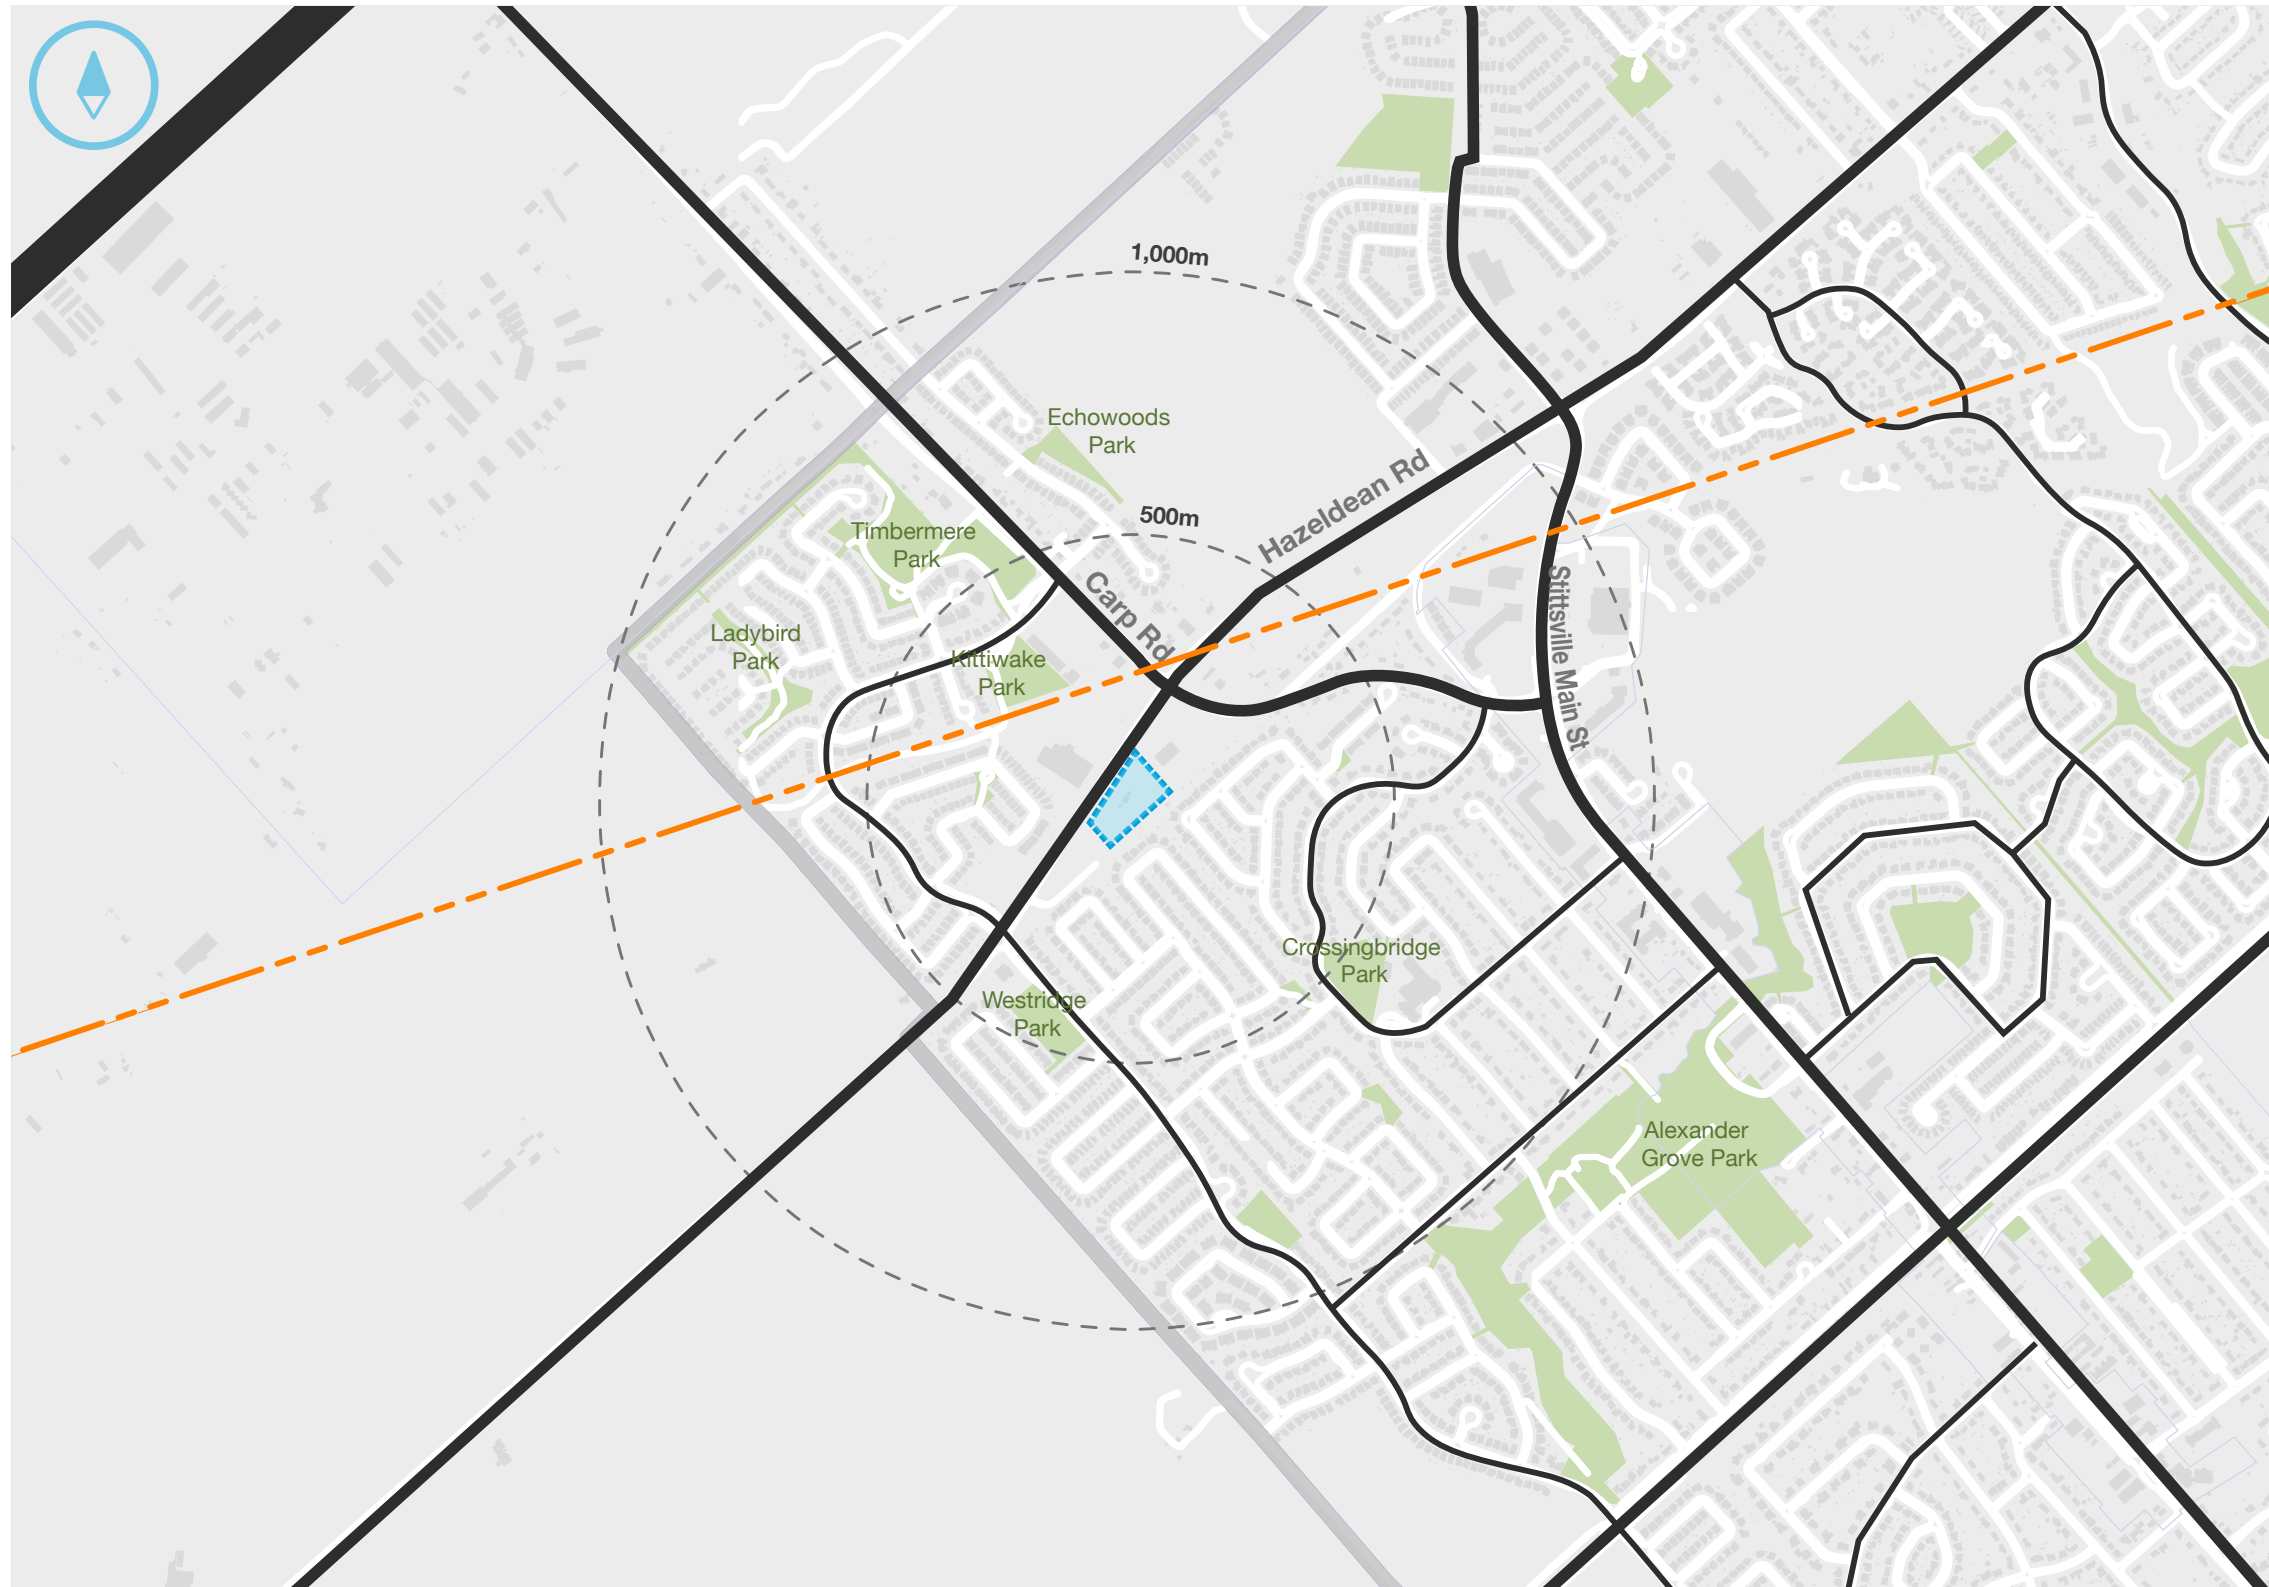 1,000m
Echowoods
Park
500m
Hazeldean Rd
Timbermere
Park
Carp Rd
Stittsville Main St
Ladybird
Park
Kittiwake
Park
Crossingbridge
Park
Westridge
Park
Alexander
Grove Park